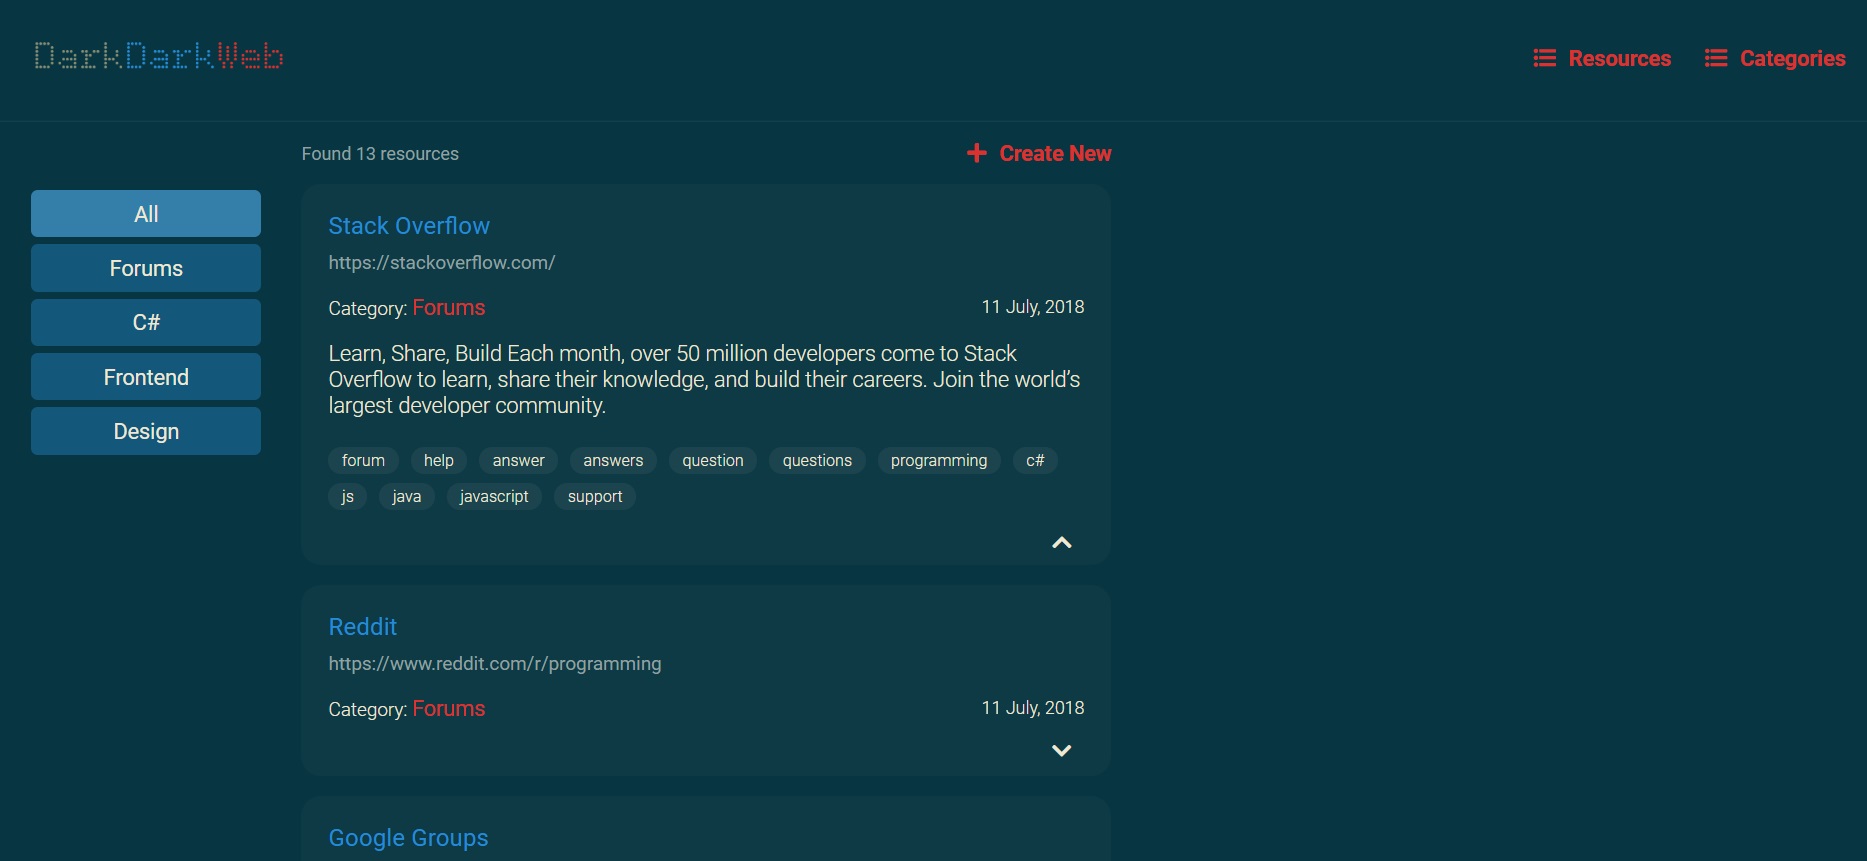 DarkDarkWeb
Resources
Categories
Found 13 resources
Create New
All
Forums
C#
Frontend
Design
Stack Overflow
https://stackoverflow.com/
Category: Forums
11 July, 2018
Learn, Share, Build Each month, over 50 million developers come to Stack
Overflow to learn, share their knowledge, and build their careers. Join the world’s
largest developer community.
forum help answer answers question questions programming c#
js java javascript support
Reddit
https://www.reddit.com/r/programming
Category: Forums
11 July, 2018
Google Groups